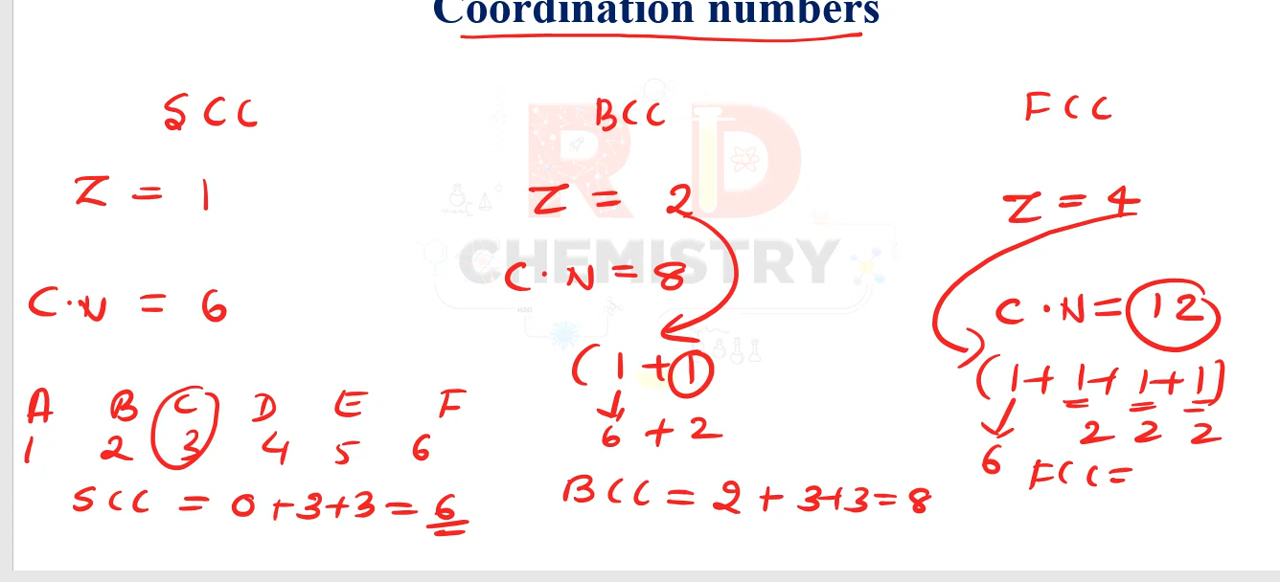 Coordination numbers
SCC
BCC
FCC
Z = 1
Z = 2
Z = 4
RD
CHEMISTRY
C.N = 6
C.N = 8
C.N = 12
(1 + 1
6 + 2
(1 + 1 + 1 + 1)
6 2 2 2
A B C D E F
1 2 3 4 5 6
SCC = 0 + 3 + 3 = 6
BCC = 2 + 3 + 3 = 8
FCC =